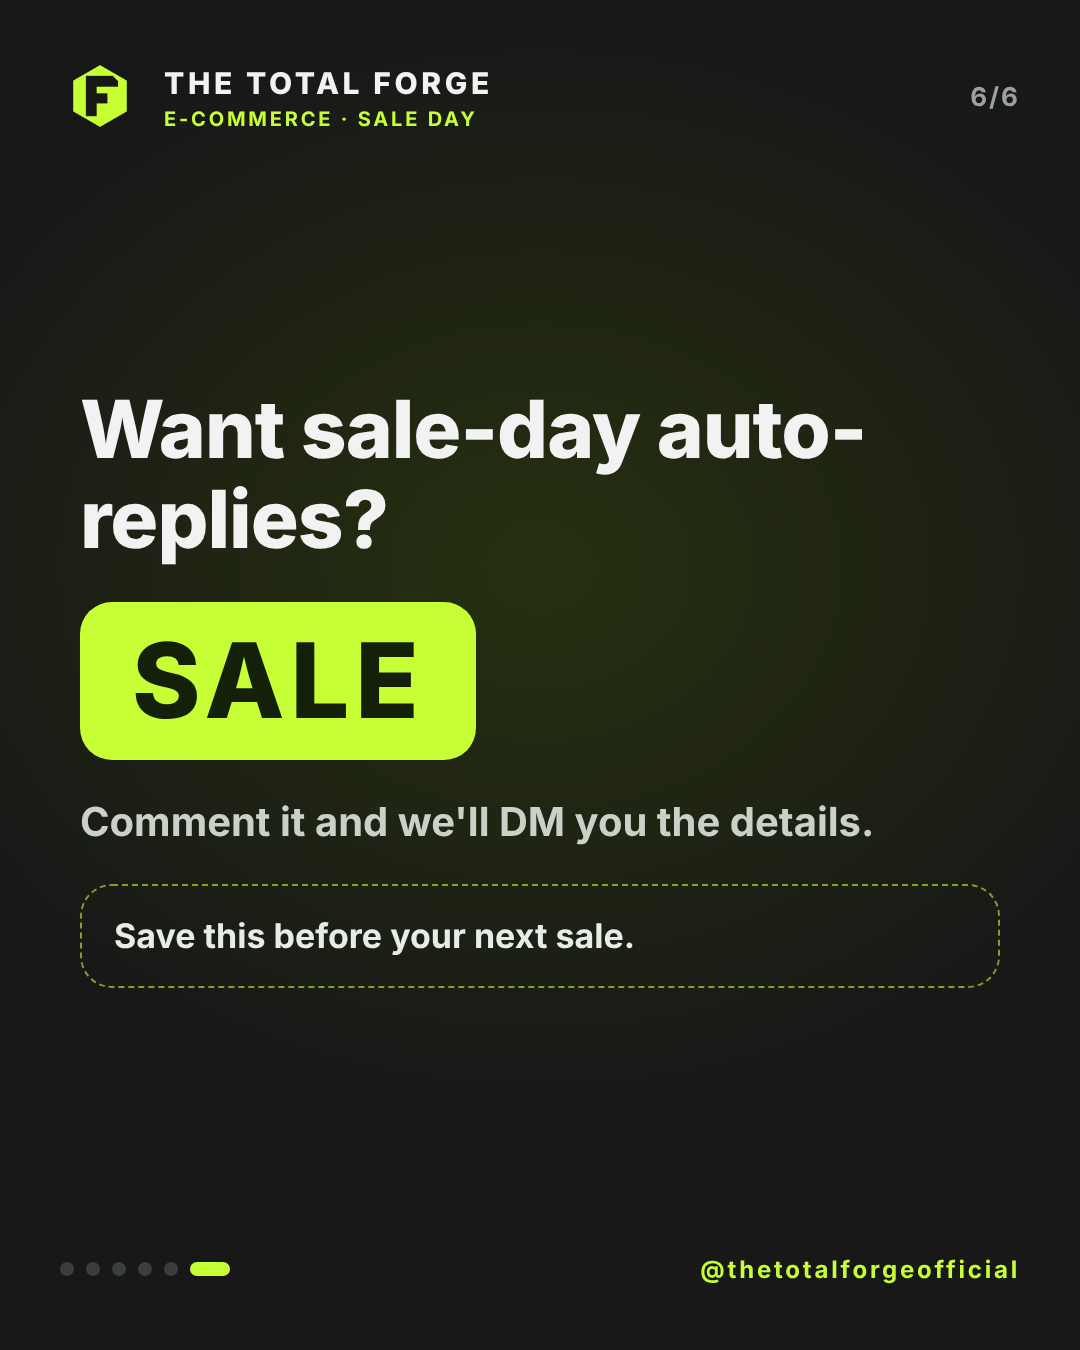 THE TOTAL FORGE
E-COMMERCE · SALE DAY
6/6
Want sale-day auto-
replies?
SALE
Comment it and we'll DM you the details.
Save this before your next sale.
@thetotalforgeofficial